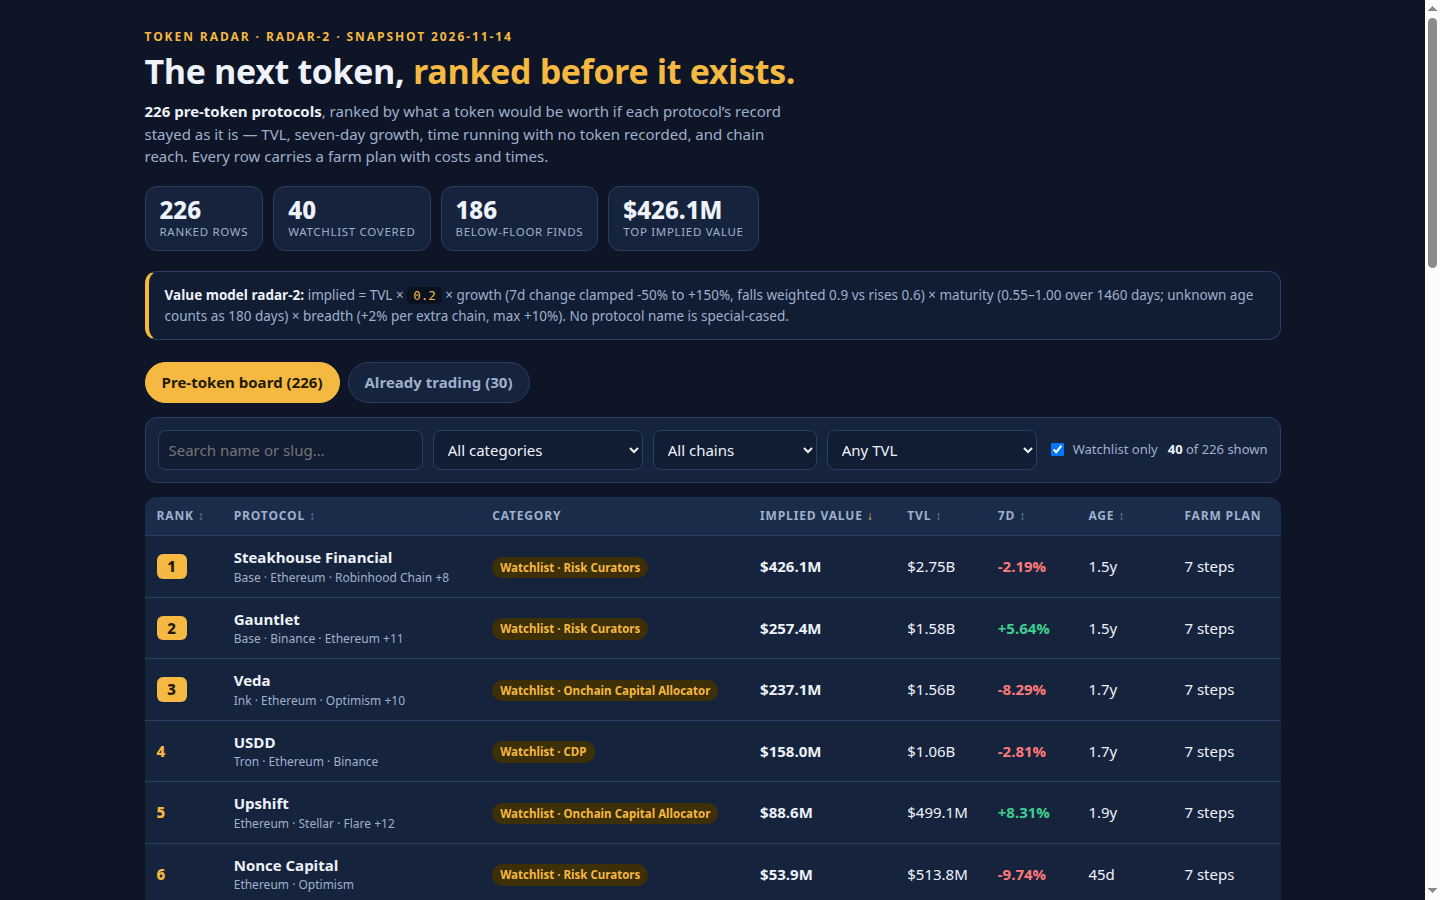 TOKEN RADAR · RADAR-2 · SNAPSHOT 2026-11-14
The next token, ranked before it exists.
226 pre-token protocols, ranked by what a token would be worth if each protocol's record
stayed as it is — TVL, seven-day growth, time running with no token recorded, and chain
reach. Every row carries a farm plan with costs and times.
226 40 186 $426.1M
RANKED ROWS WATCHLIST COVERED BELOW-FLOOR FINDS TOP IMPLIED VALUE
Value model radar-2: implied = TVL × 0.2 × growth (7d change clamped -50% to +150%, falls weighted 0.9 vs rises 0.6) × maturity (0.55–1.00 over 1460 days; unknown age
counts as 180 days) × breadth (+2% per extra chain, max +10%). No protocol name is special-cased.
Pre-token board (226) Already trading (30)
Search name or slug... All categories All chains Any TVL Watchlist only 40 of 226 shown
RANK ↕ PROTOCOL ↕ CATEGORY IMPLIED VALUE ↓ TVL ↕ 7D ↕ AGE ↕ FARM PLAN
1 Steakhouse Financial Watchlist · Risk Curators $426.1M $2.75B -2.19% 1.5y 7 steps
Base · Ethereum · Robinhood Chain +8
2 Gauntlet Watchlist · Risk Curators $257.4M $1.58B +5.64% 1.5y 7 steps
Base · Binance · Ethereum +11
3 Veda Watchlist · Onchain Capital Allocator $237.1M $1.56B -8.29% 1.7y 7 steps
Ink · Ethereum · Optimism +10
4 USDD Watchlist · CDP $158.0M $1.06B -2.81% 1.7y 7 steps
Tron · Ethereum · Binance
5 Upshift Watchlist · Onchain Capital Allocator $88.6M $499.1M +8.31% 1.9y 7 steps
Ethereum · Stellar · Flare +12
6 Nonce Capital Watchlist · Risk Curators $53.9M $513.8M -9.74% 45d 7 steps
Ethereum · Optimism